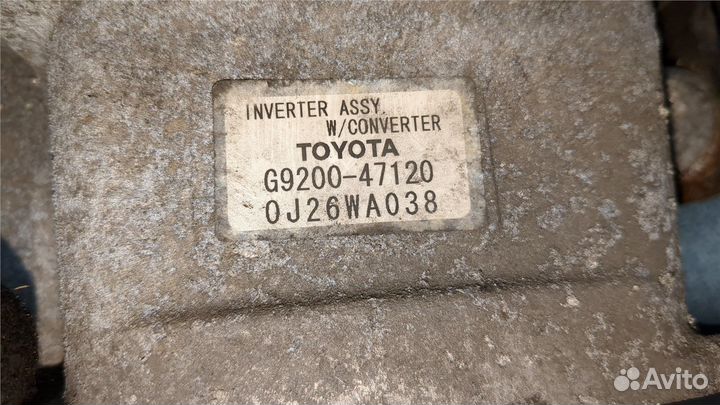 INVERTER ASSY.
W/CONVERTER
TOYOTA
G9200-47120
0J26WA038
Avito